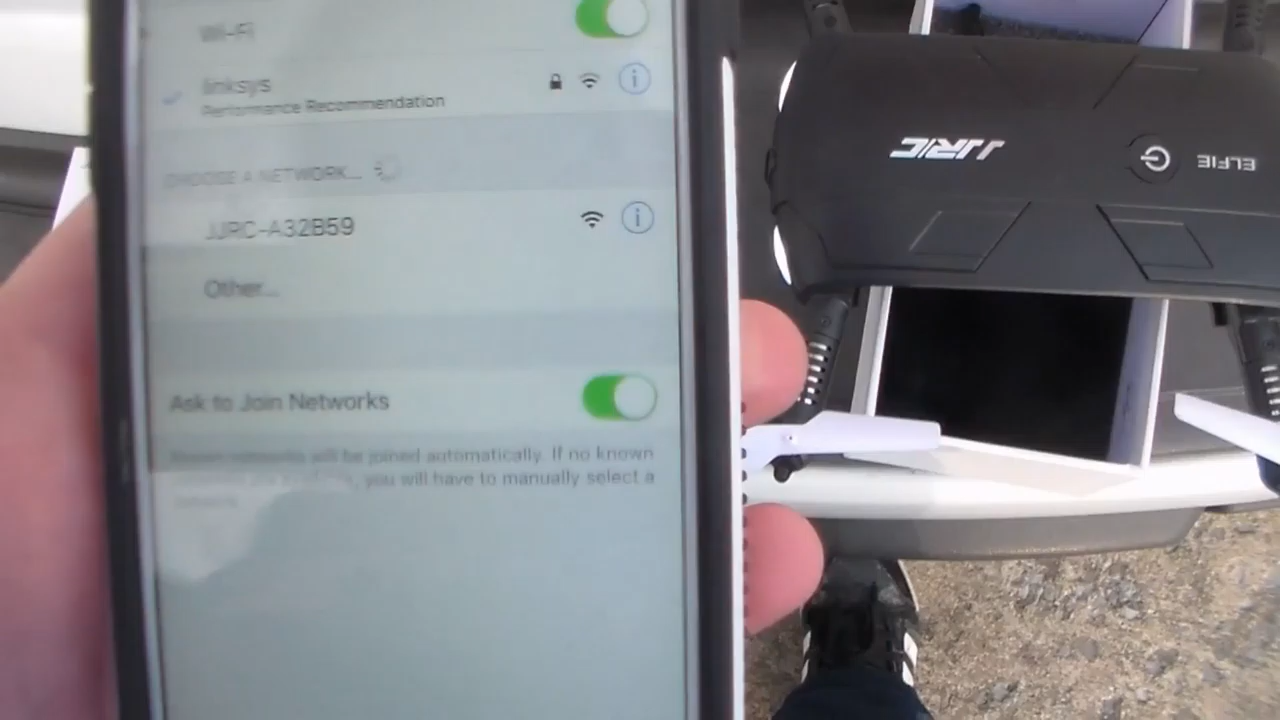 Wi-Fi
linksys
Performance Recommendation
CHOOSE A NETWORK...
JJRC-A32B59
Other...
Ask to Join Networks
will be joined automatically. If no known
you will have to manually select a
JJRC
ELFIE